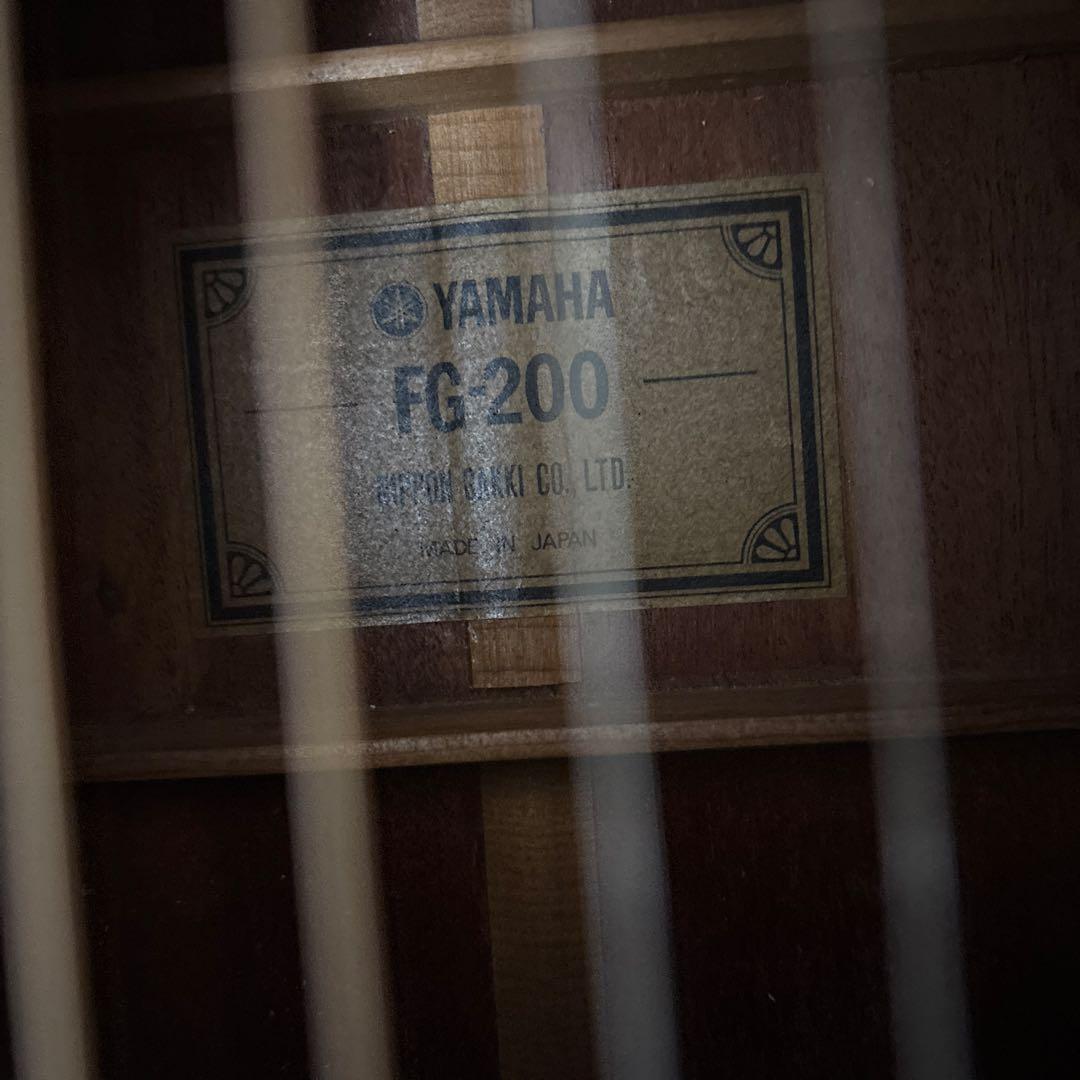 YAMAHA
FG-200
NIPPON GAKKI CO., LTD.
MADE IN JAPAN